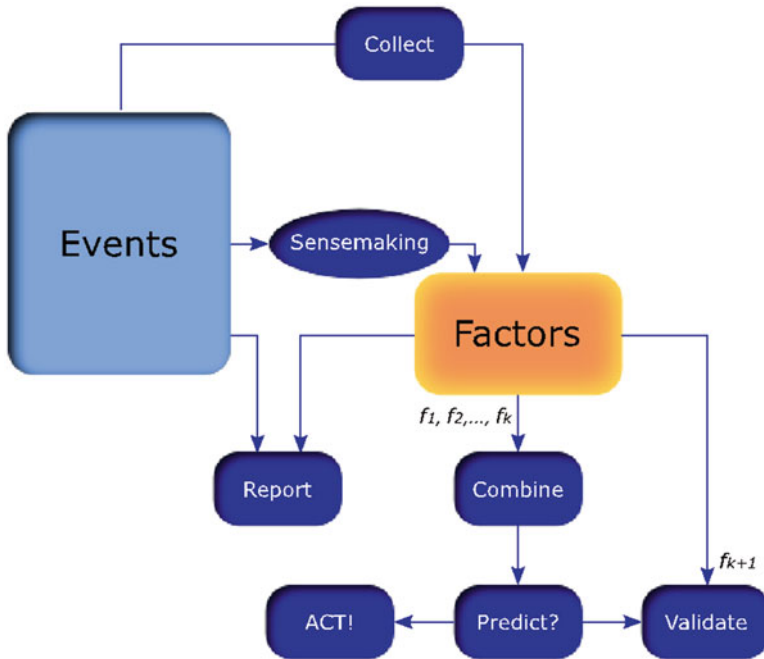 Collect
Events
Sensemaking
Factors
f1, f2,..., fk
Report
Combine
fk+1
ACT!
Predict?
Validate